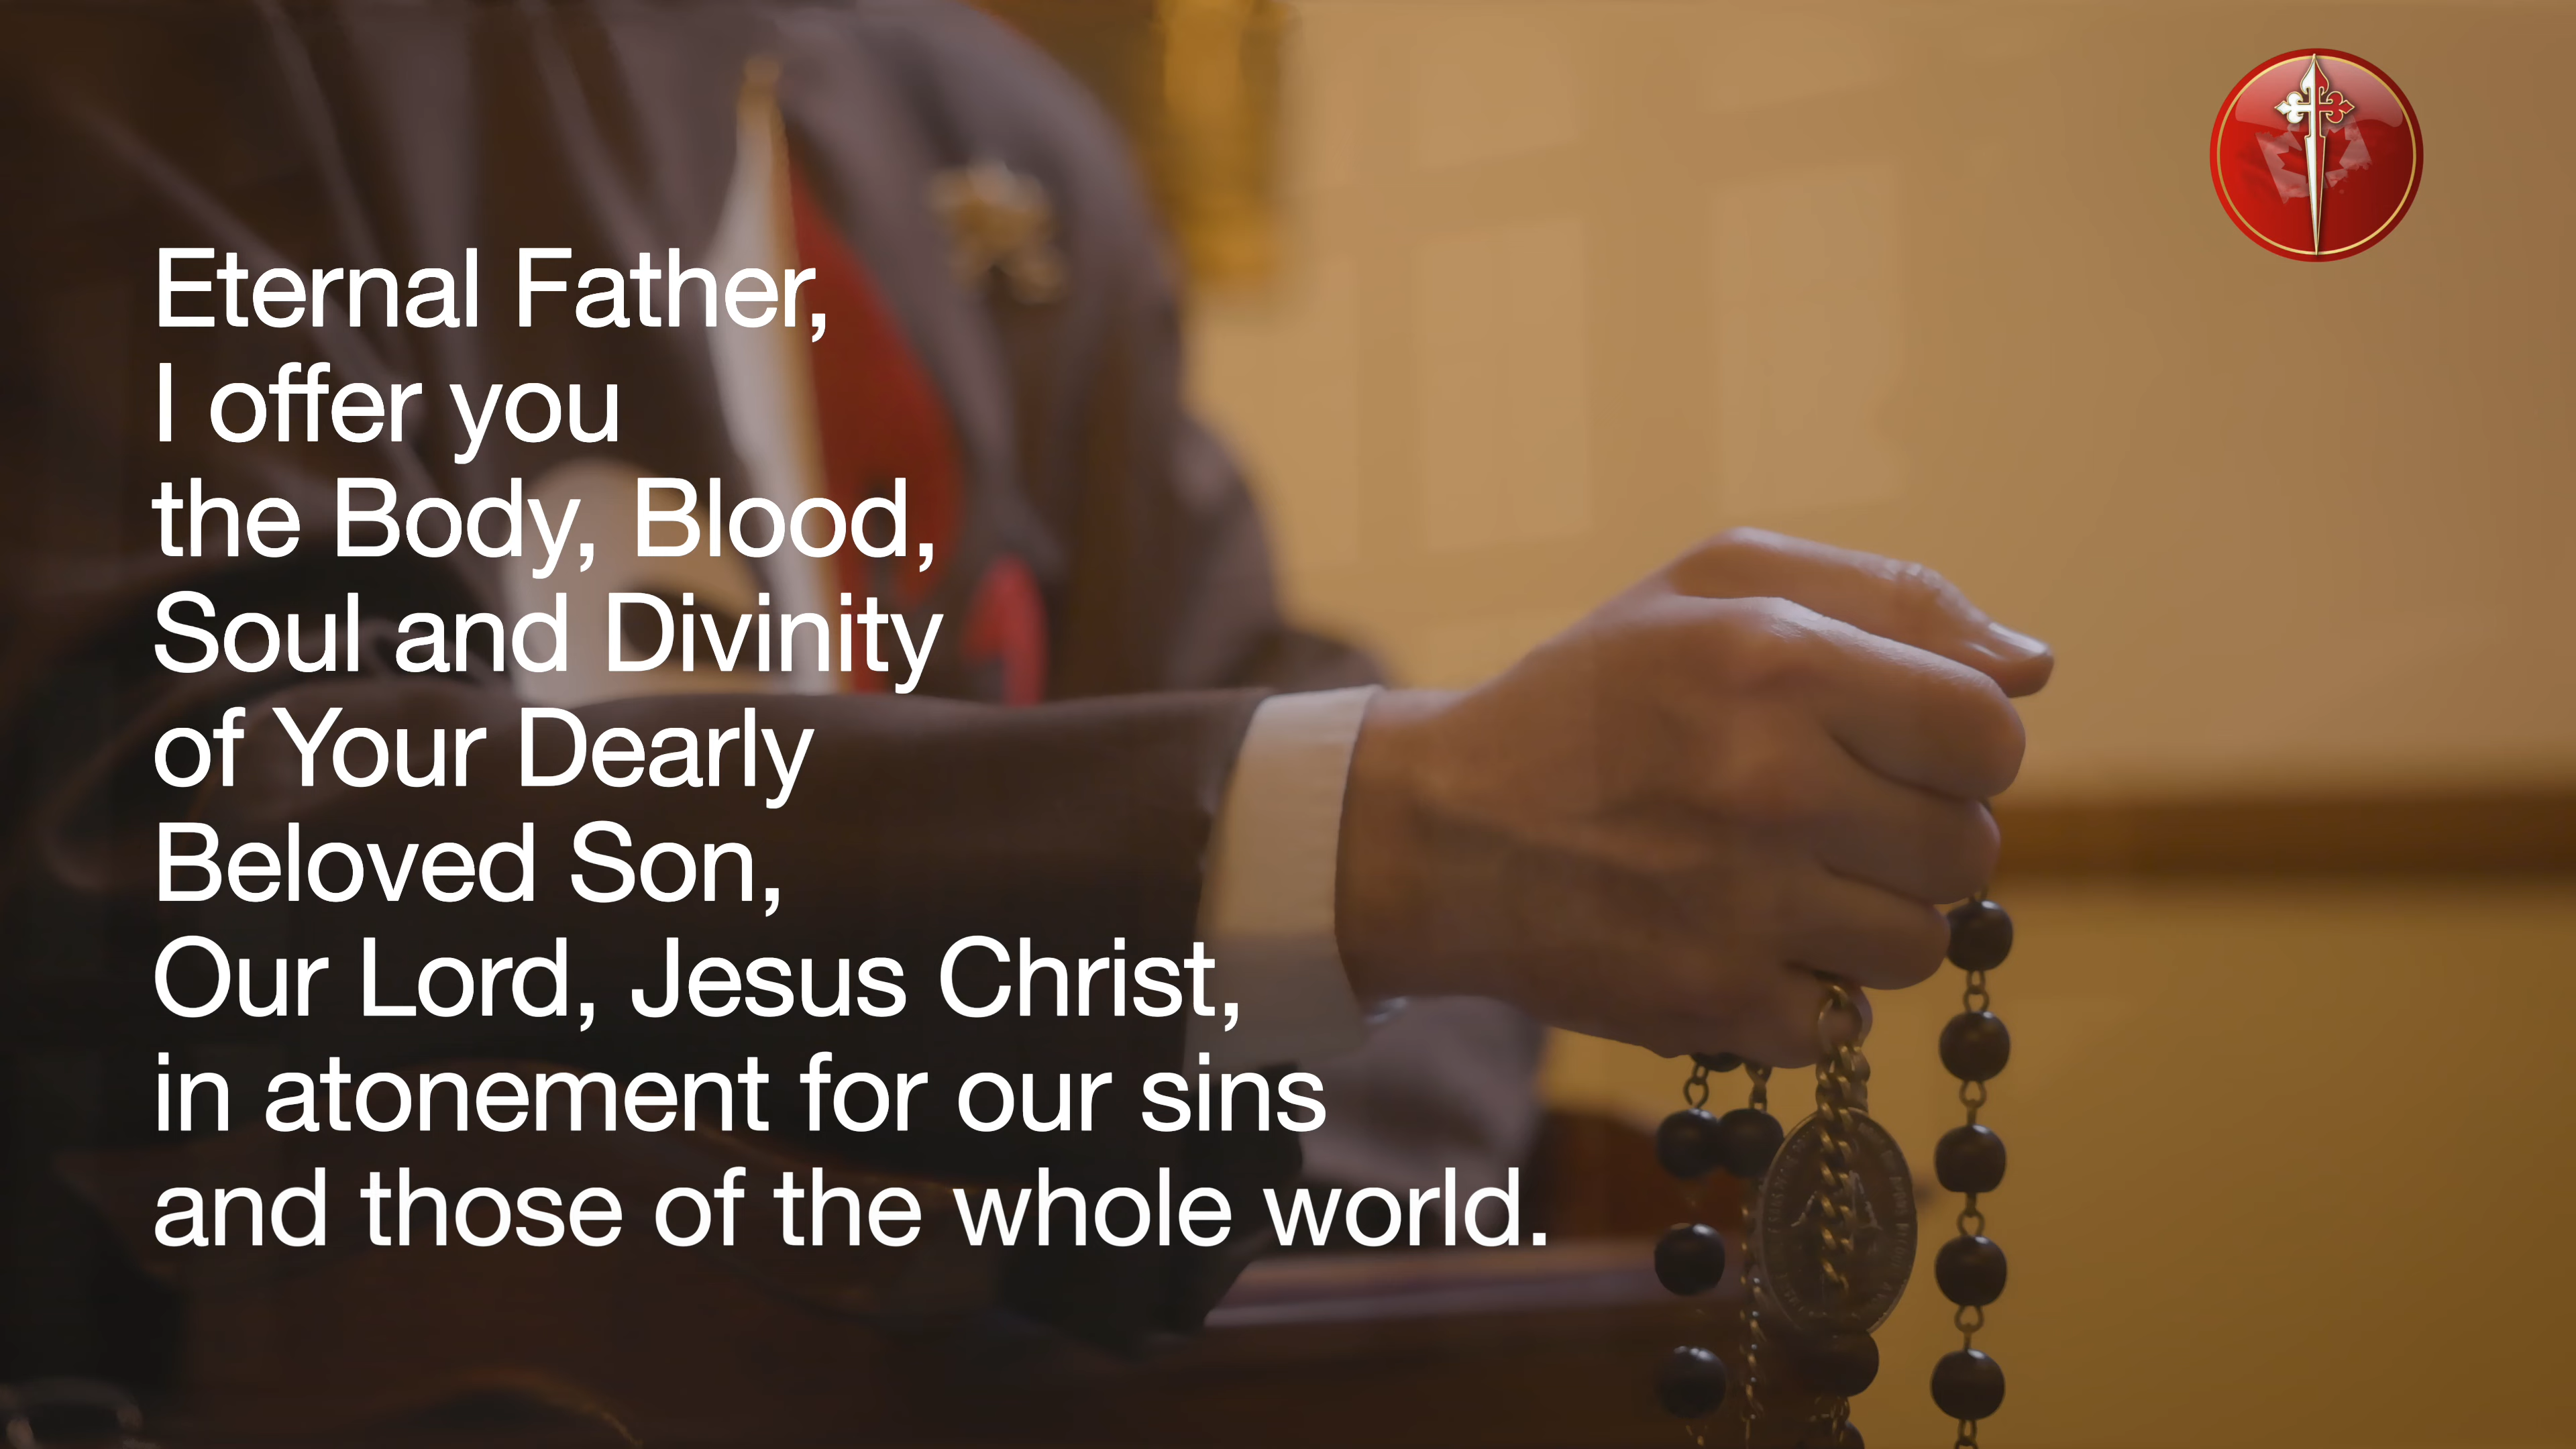 Eternal Father,
I offer you
the Body, Blood,
Soul and Divinity
of Your Dearly
Beloved Son,
Our Lord, Jesus Christ,
in atonement for our sins
and those of the whole world.